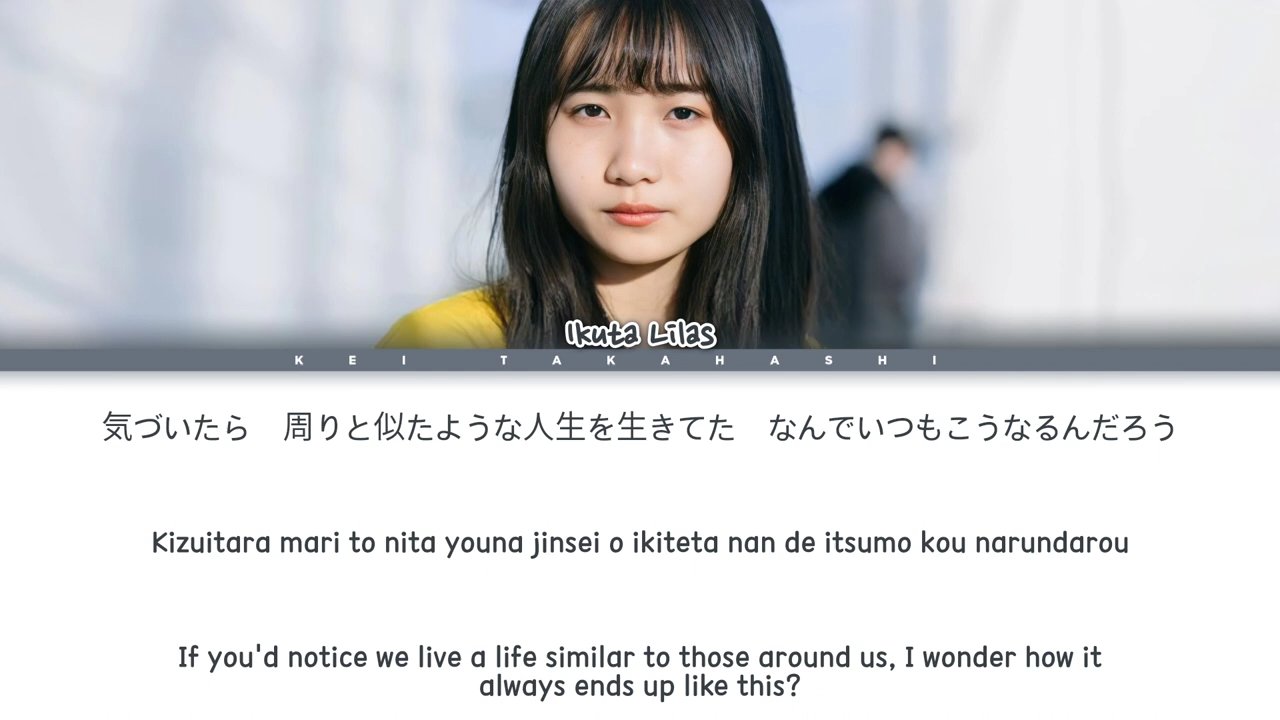 Ikuta Lilas
KEI TAKAHASHI
気づいたら　周りと似たような人生を生きてた　なんでいつもこうなるんだろう
Kizuitara mari to nita youna jinsei o ikiteta nan de itsumo kou narundarou
If you'd notice we live a life similar to those around us, I wonder how it
always ends up like this?